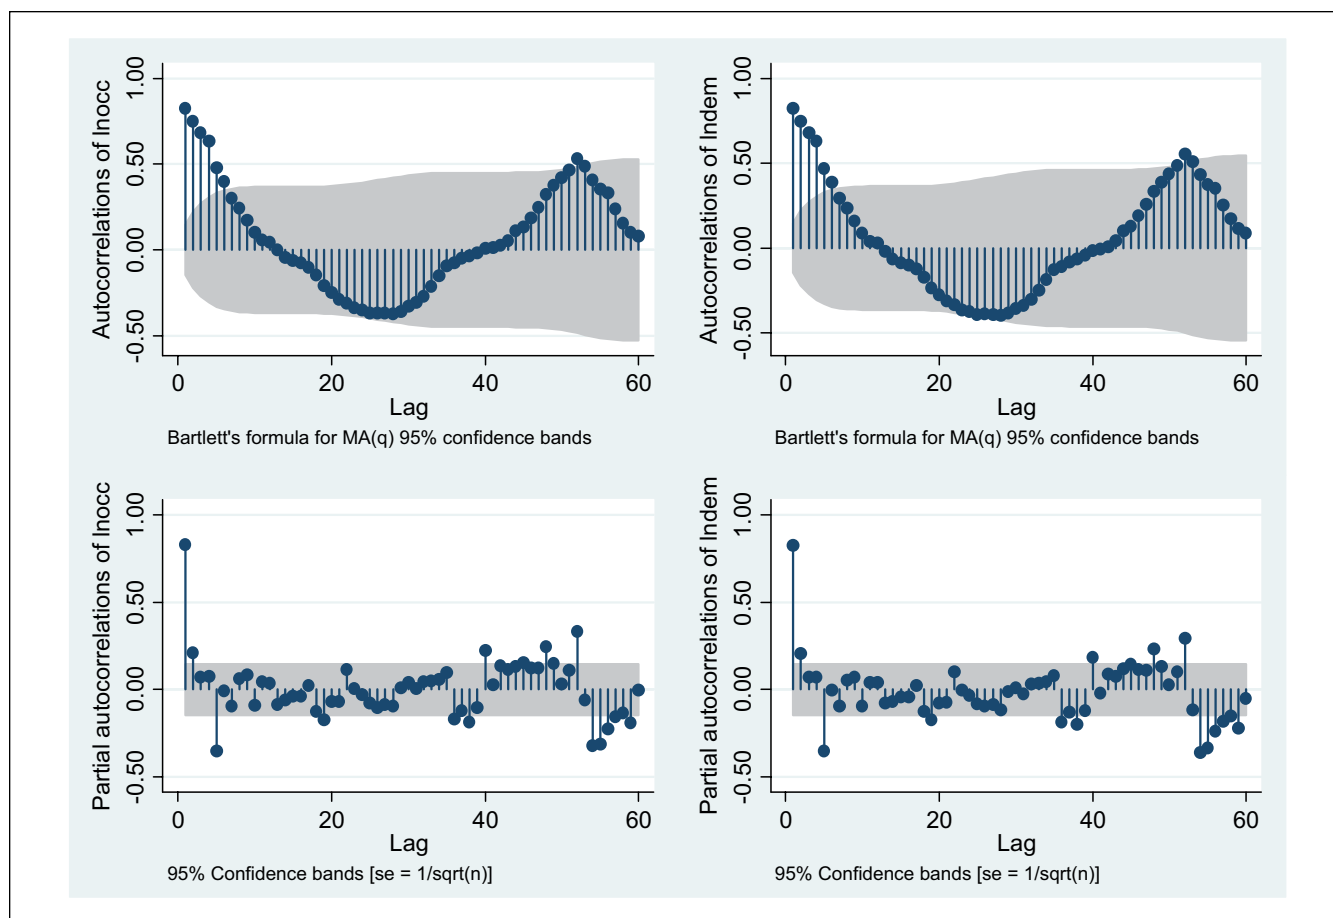 Autocorrelations of lnocc
1.00
0.50
0.00
-0.50
0 20 40 60
Lag
Bartlett's formula for MA(q) 95% confidence bands
Autocorrelations of lndem
1.00
0.50
0.00
-0.50
0 20 40 60
Lag
Bartlett's formula for MA(q) 95% confidence bands
Partial autocorrelations of lnocc
1.00
0.50
0.00
-0.50
0 20 40 60
Lag
95% Confidence bands [se = 1/sqrt(n)]
Partial autocorrelations of lndem
1.00
0.50
0.00
-0.50
0 20 40 60
Lag
95% Confidence bands [se = 1/sqrt(n)]